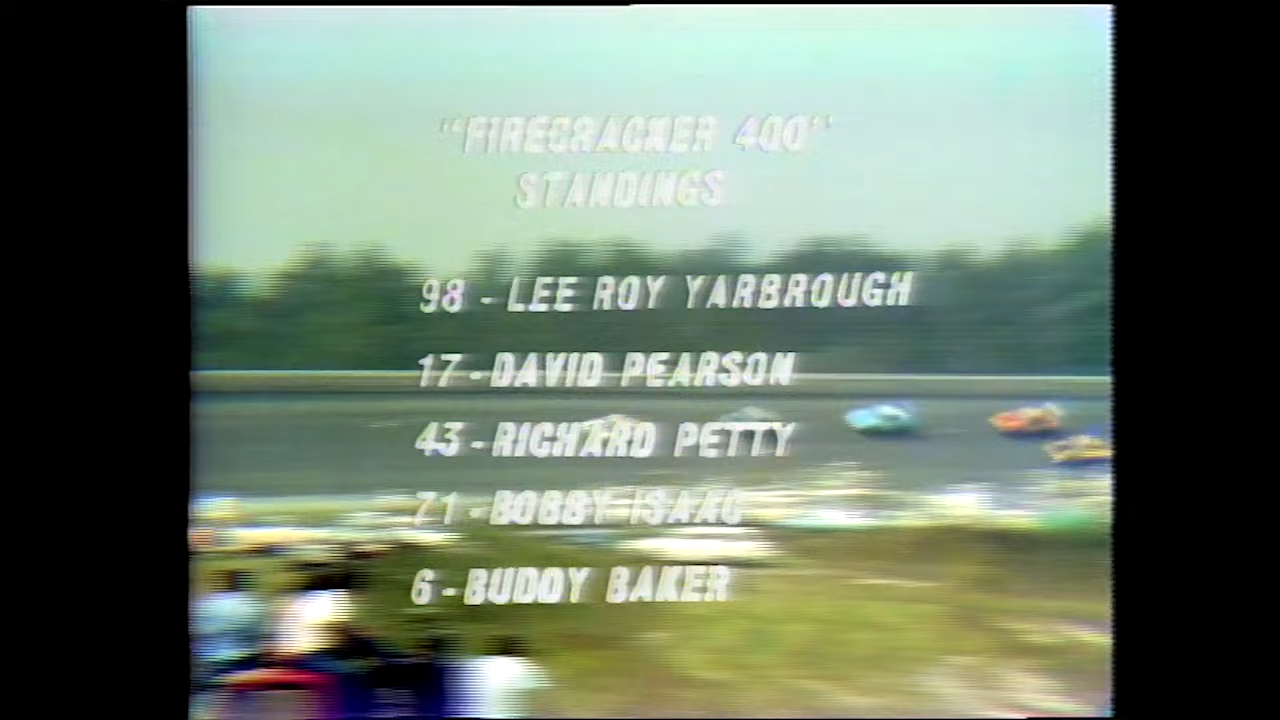 "FIRECRACKER 400"
STANDINGS
98 - LEE ROY YARBROUGH
17 - DAVID PEARSON
43 - RICHARD PETTY
71 - BOBBY ISAAC
6 - BUDDY BAKER